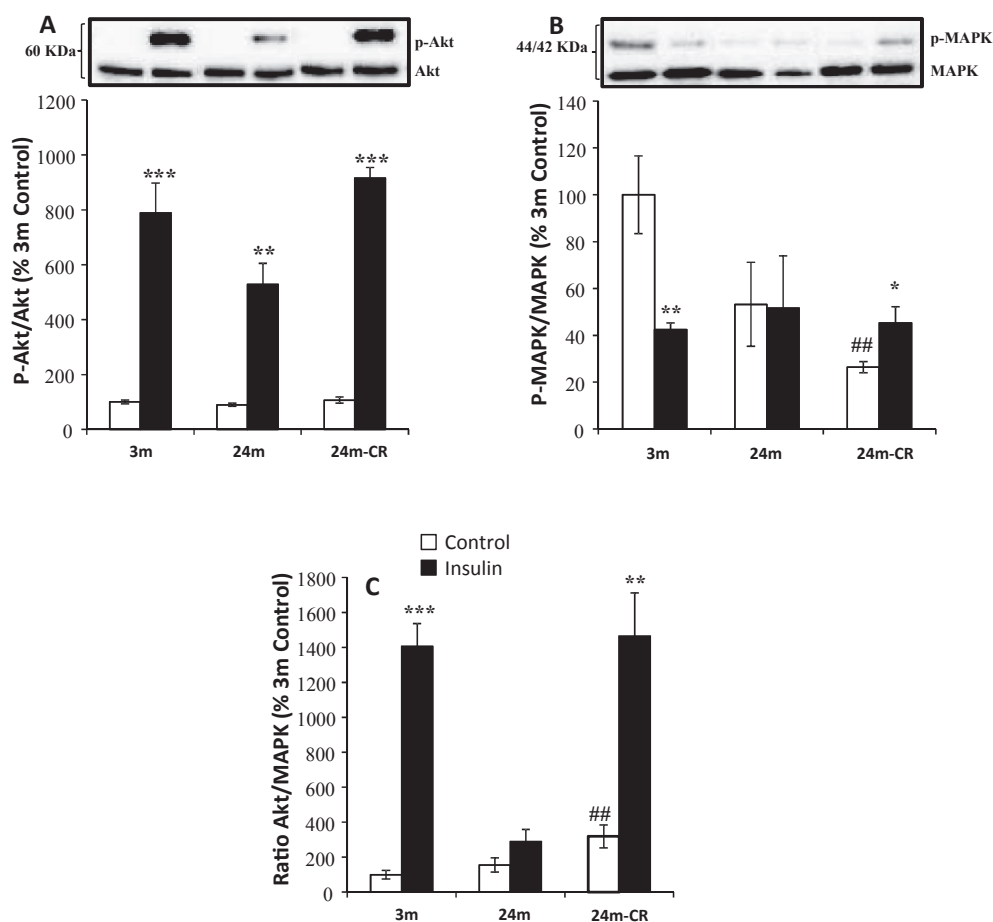 A
60 KDa
p-Akt
Akt
P-Akt/Akt (% 3m Control)
1200
1000
800
600
400
200
0
***
**
***
3m
24m
24m-CR
B
44/42 KDa
p-MAPK
MAPK
P-MAPK/MAPK (% 3m Control)
140
120
100
80
60
40
20
0
**
##
*
3m
24m
24m-CR
Control
Insulin
C
Ratio Akt/MAPK (% 3m Control)
1800
1600
1400
1200
1000
800
600
400
200
0
***
##
**
3m
24m
24m-CR